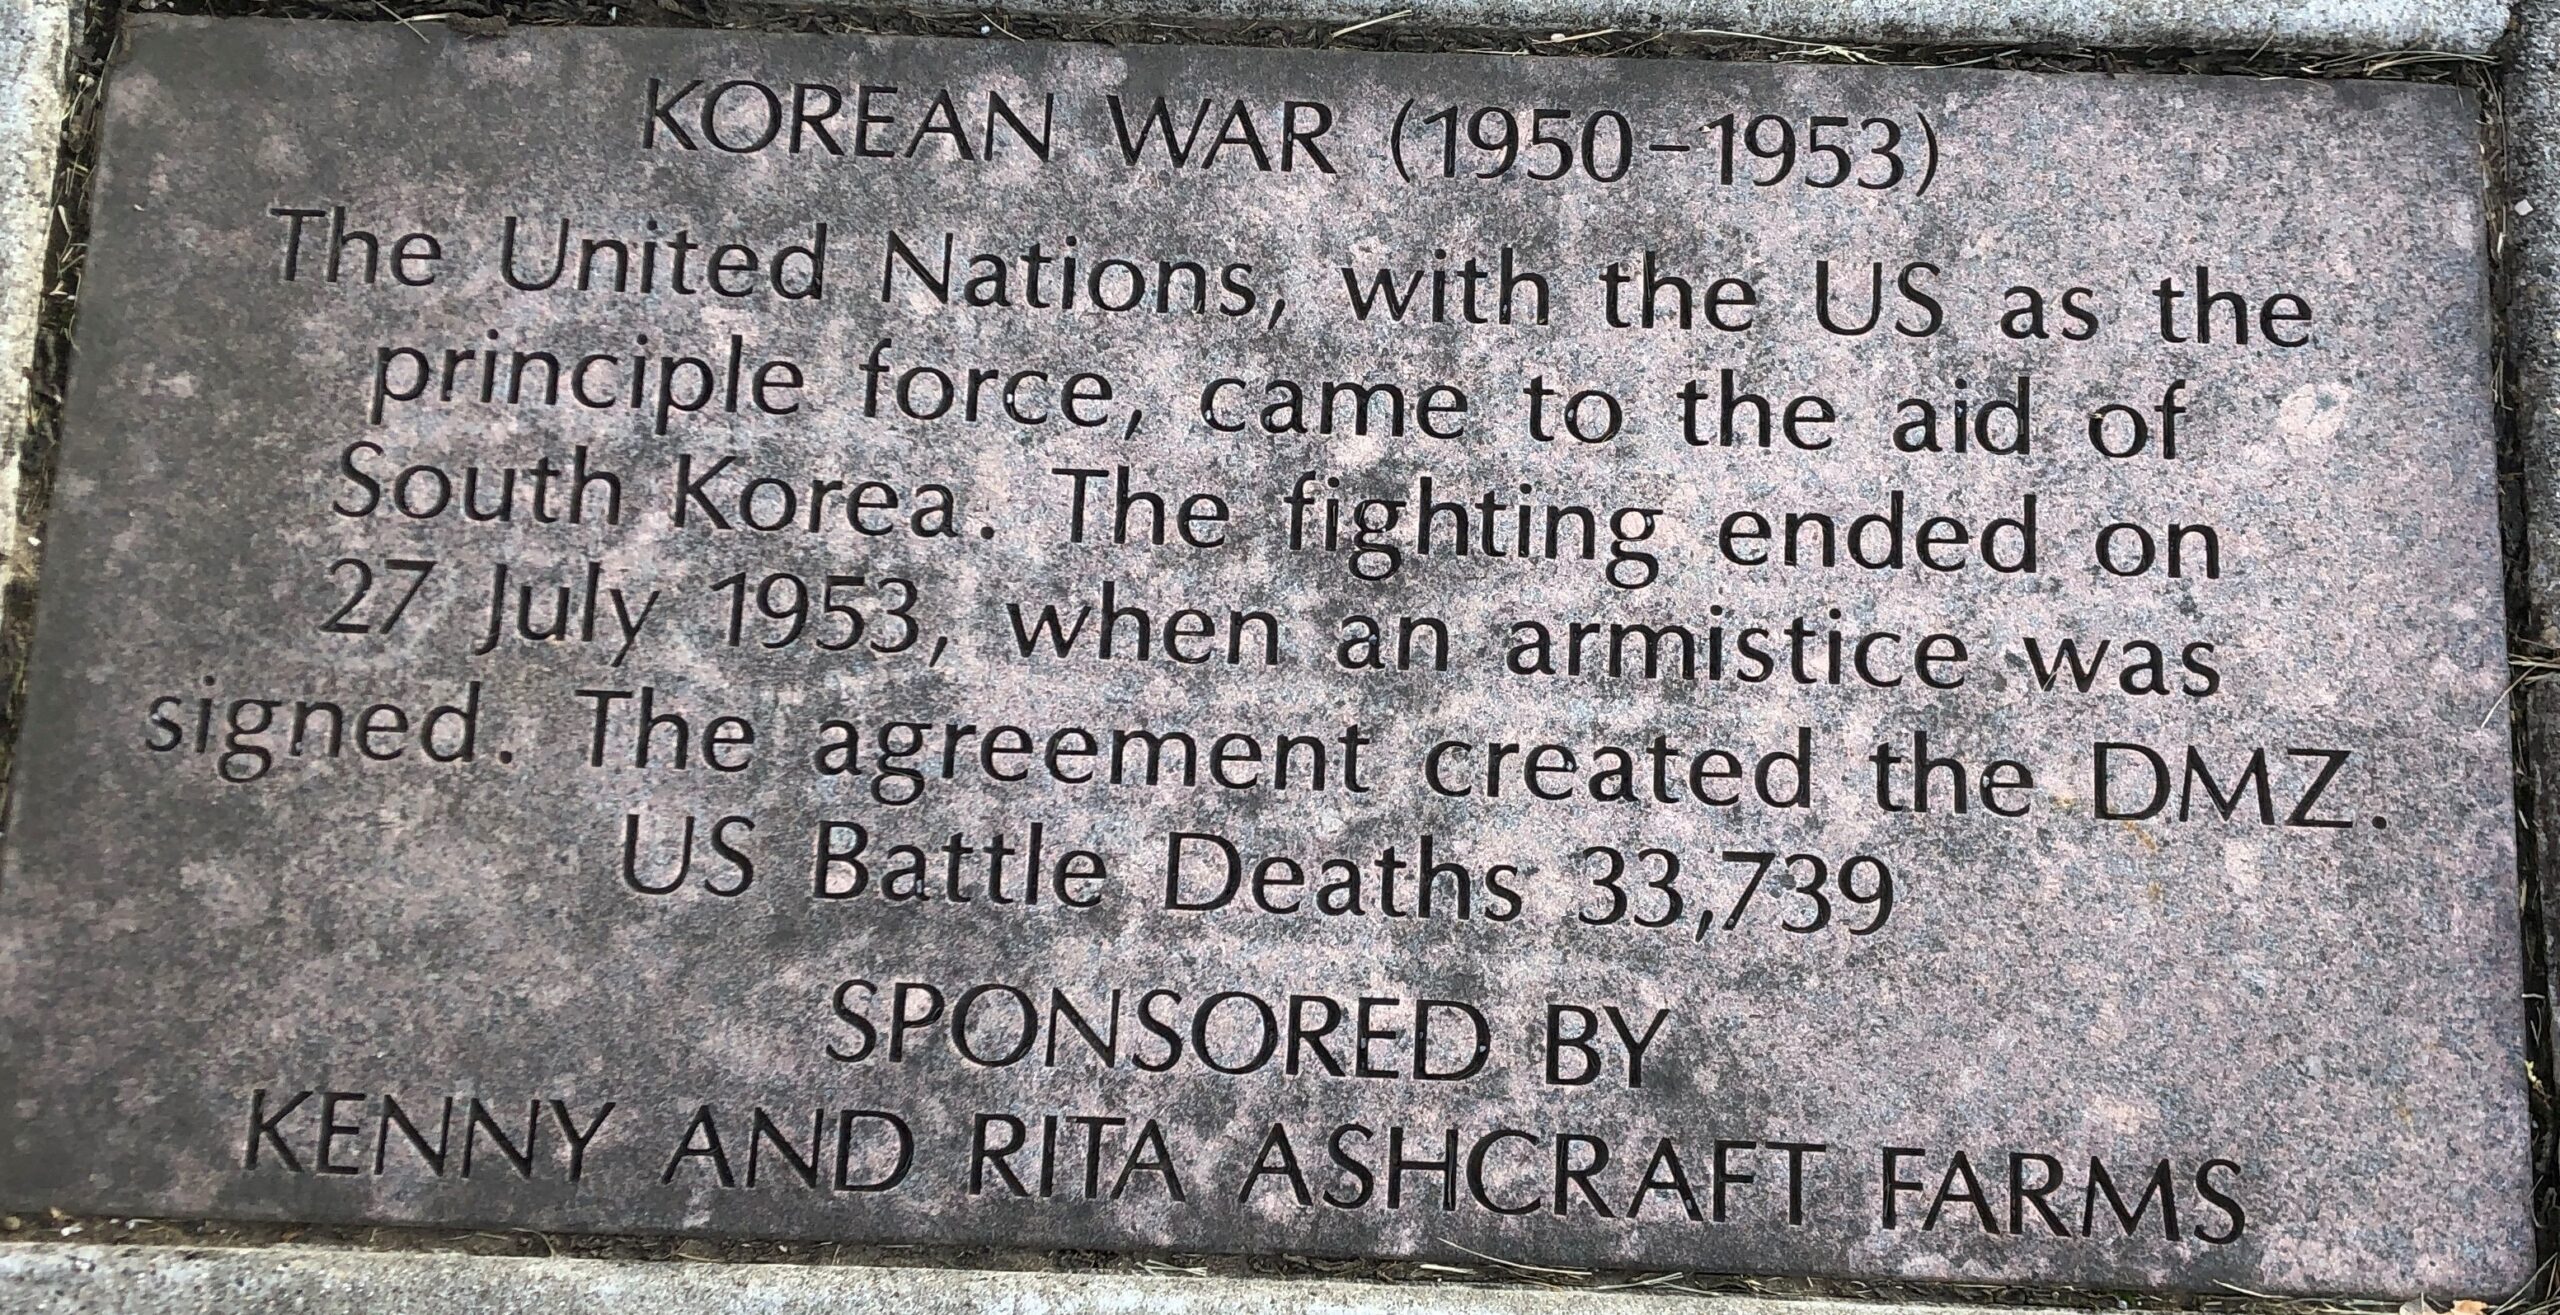 KOREAN WAR (1950-1953)
The United Nations, with the US as the
principle force, came to the aid of
South Korea. The fighting ended on
27 July 1953, when an armistice was
signed. The agreement created the DMZ.
US Battle Deaths 33,739
SPONSORED BY
KENNY AND RITA ASHCRAFT FARMS